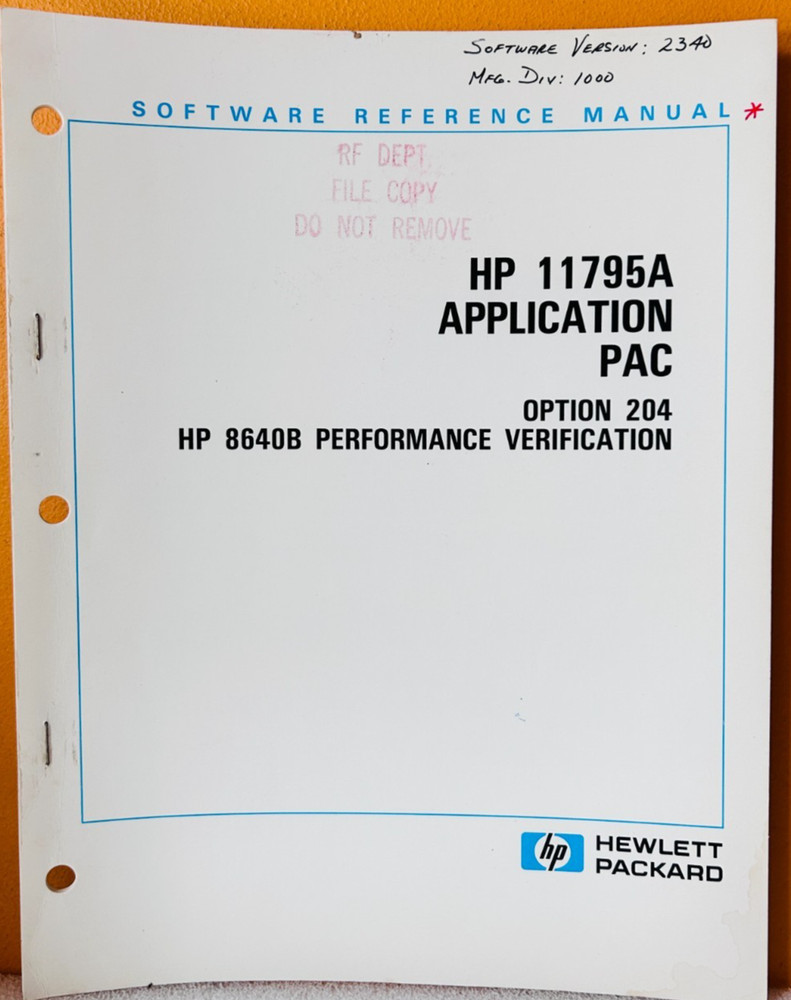 SOFTWARE VERSION: 2340
MFG. DIV: 1000
SOFTWARE REFERENCE MANUAL *
RF DEPT.
FILE COPY
DO NOT REMOVE
HP 11795A
APPLICATION
PAC
OPTION 204
HP 8640B PERFORMANCE VERIFICATION
hp HEWLETT
PACKARD